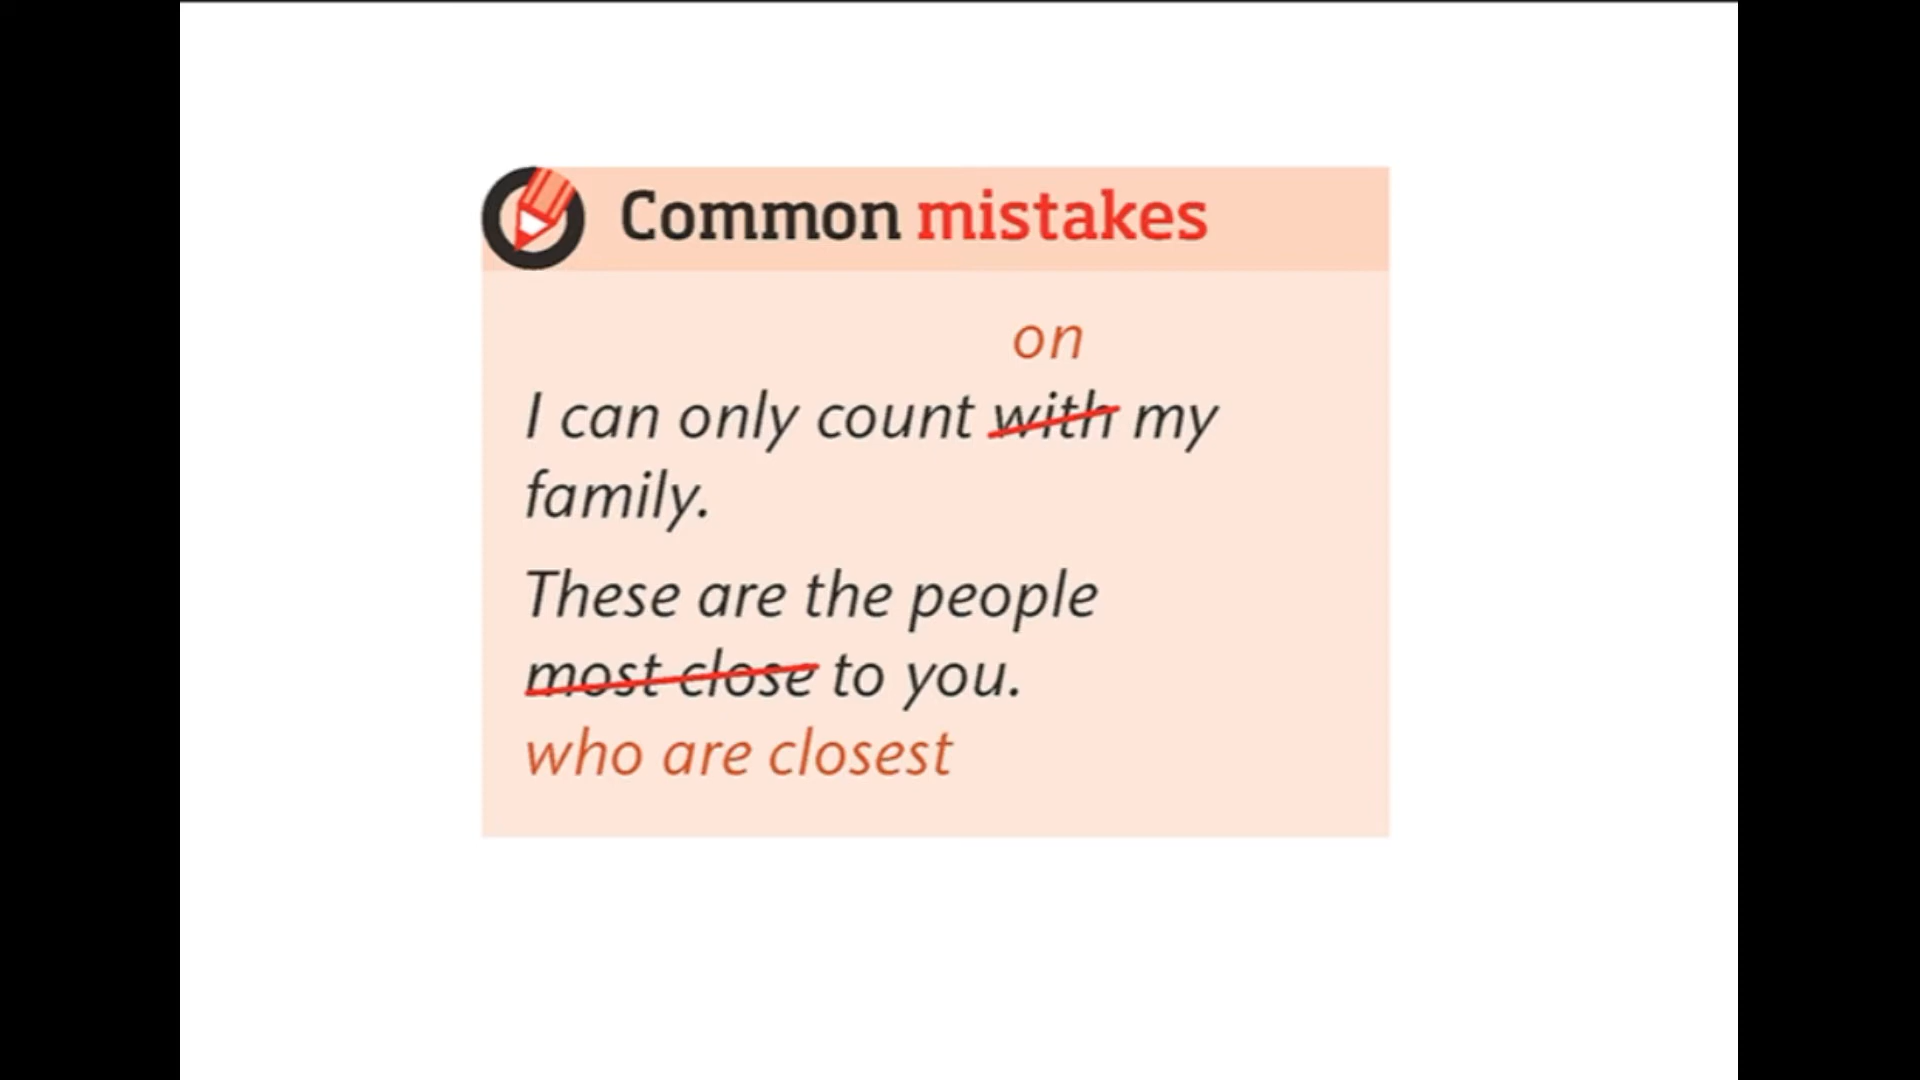 Common mistakes
on
I can only count with my
family.
These are the people
most close to you.
who are closest